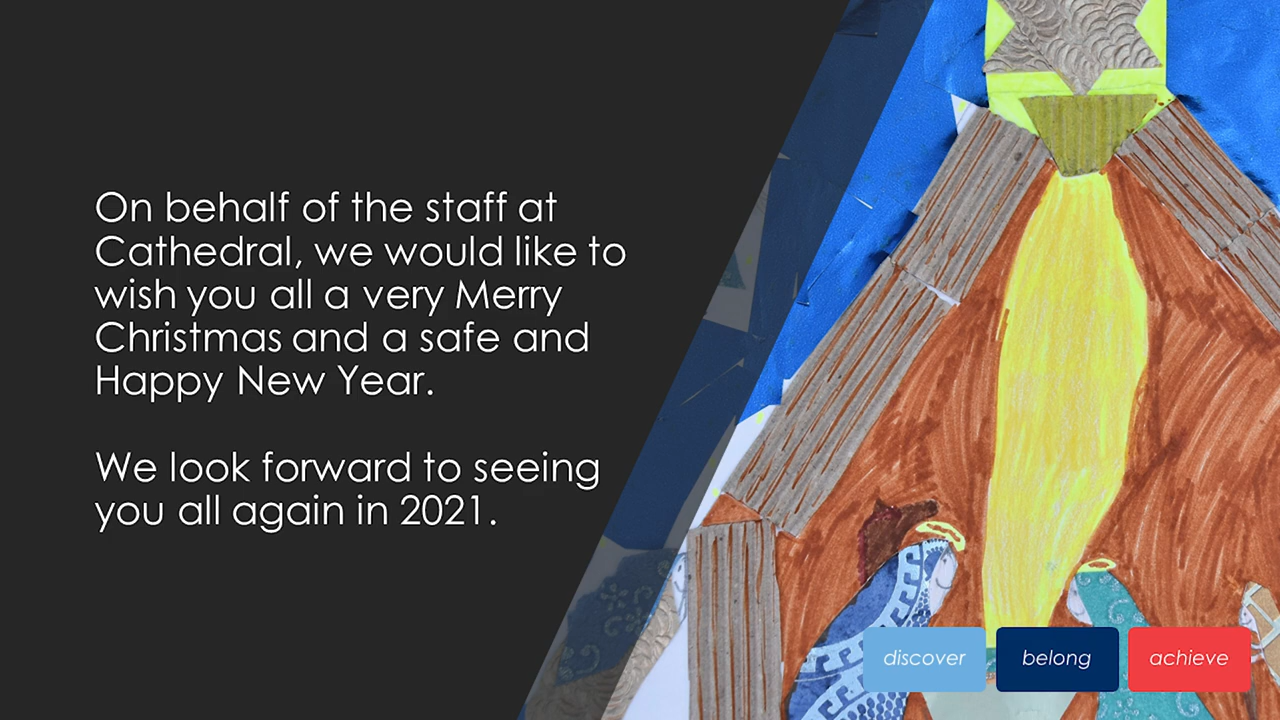 On behalf of the staff at
Cathedral, we would like to
wish you all a very Merry
Christmas and a safe and
Happy New Year.
We look forward to seeing
you all again in 2021.
discover
belong
achieve